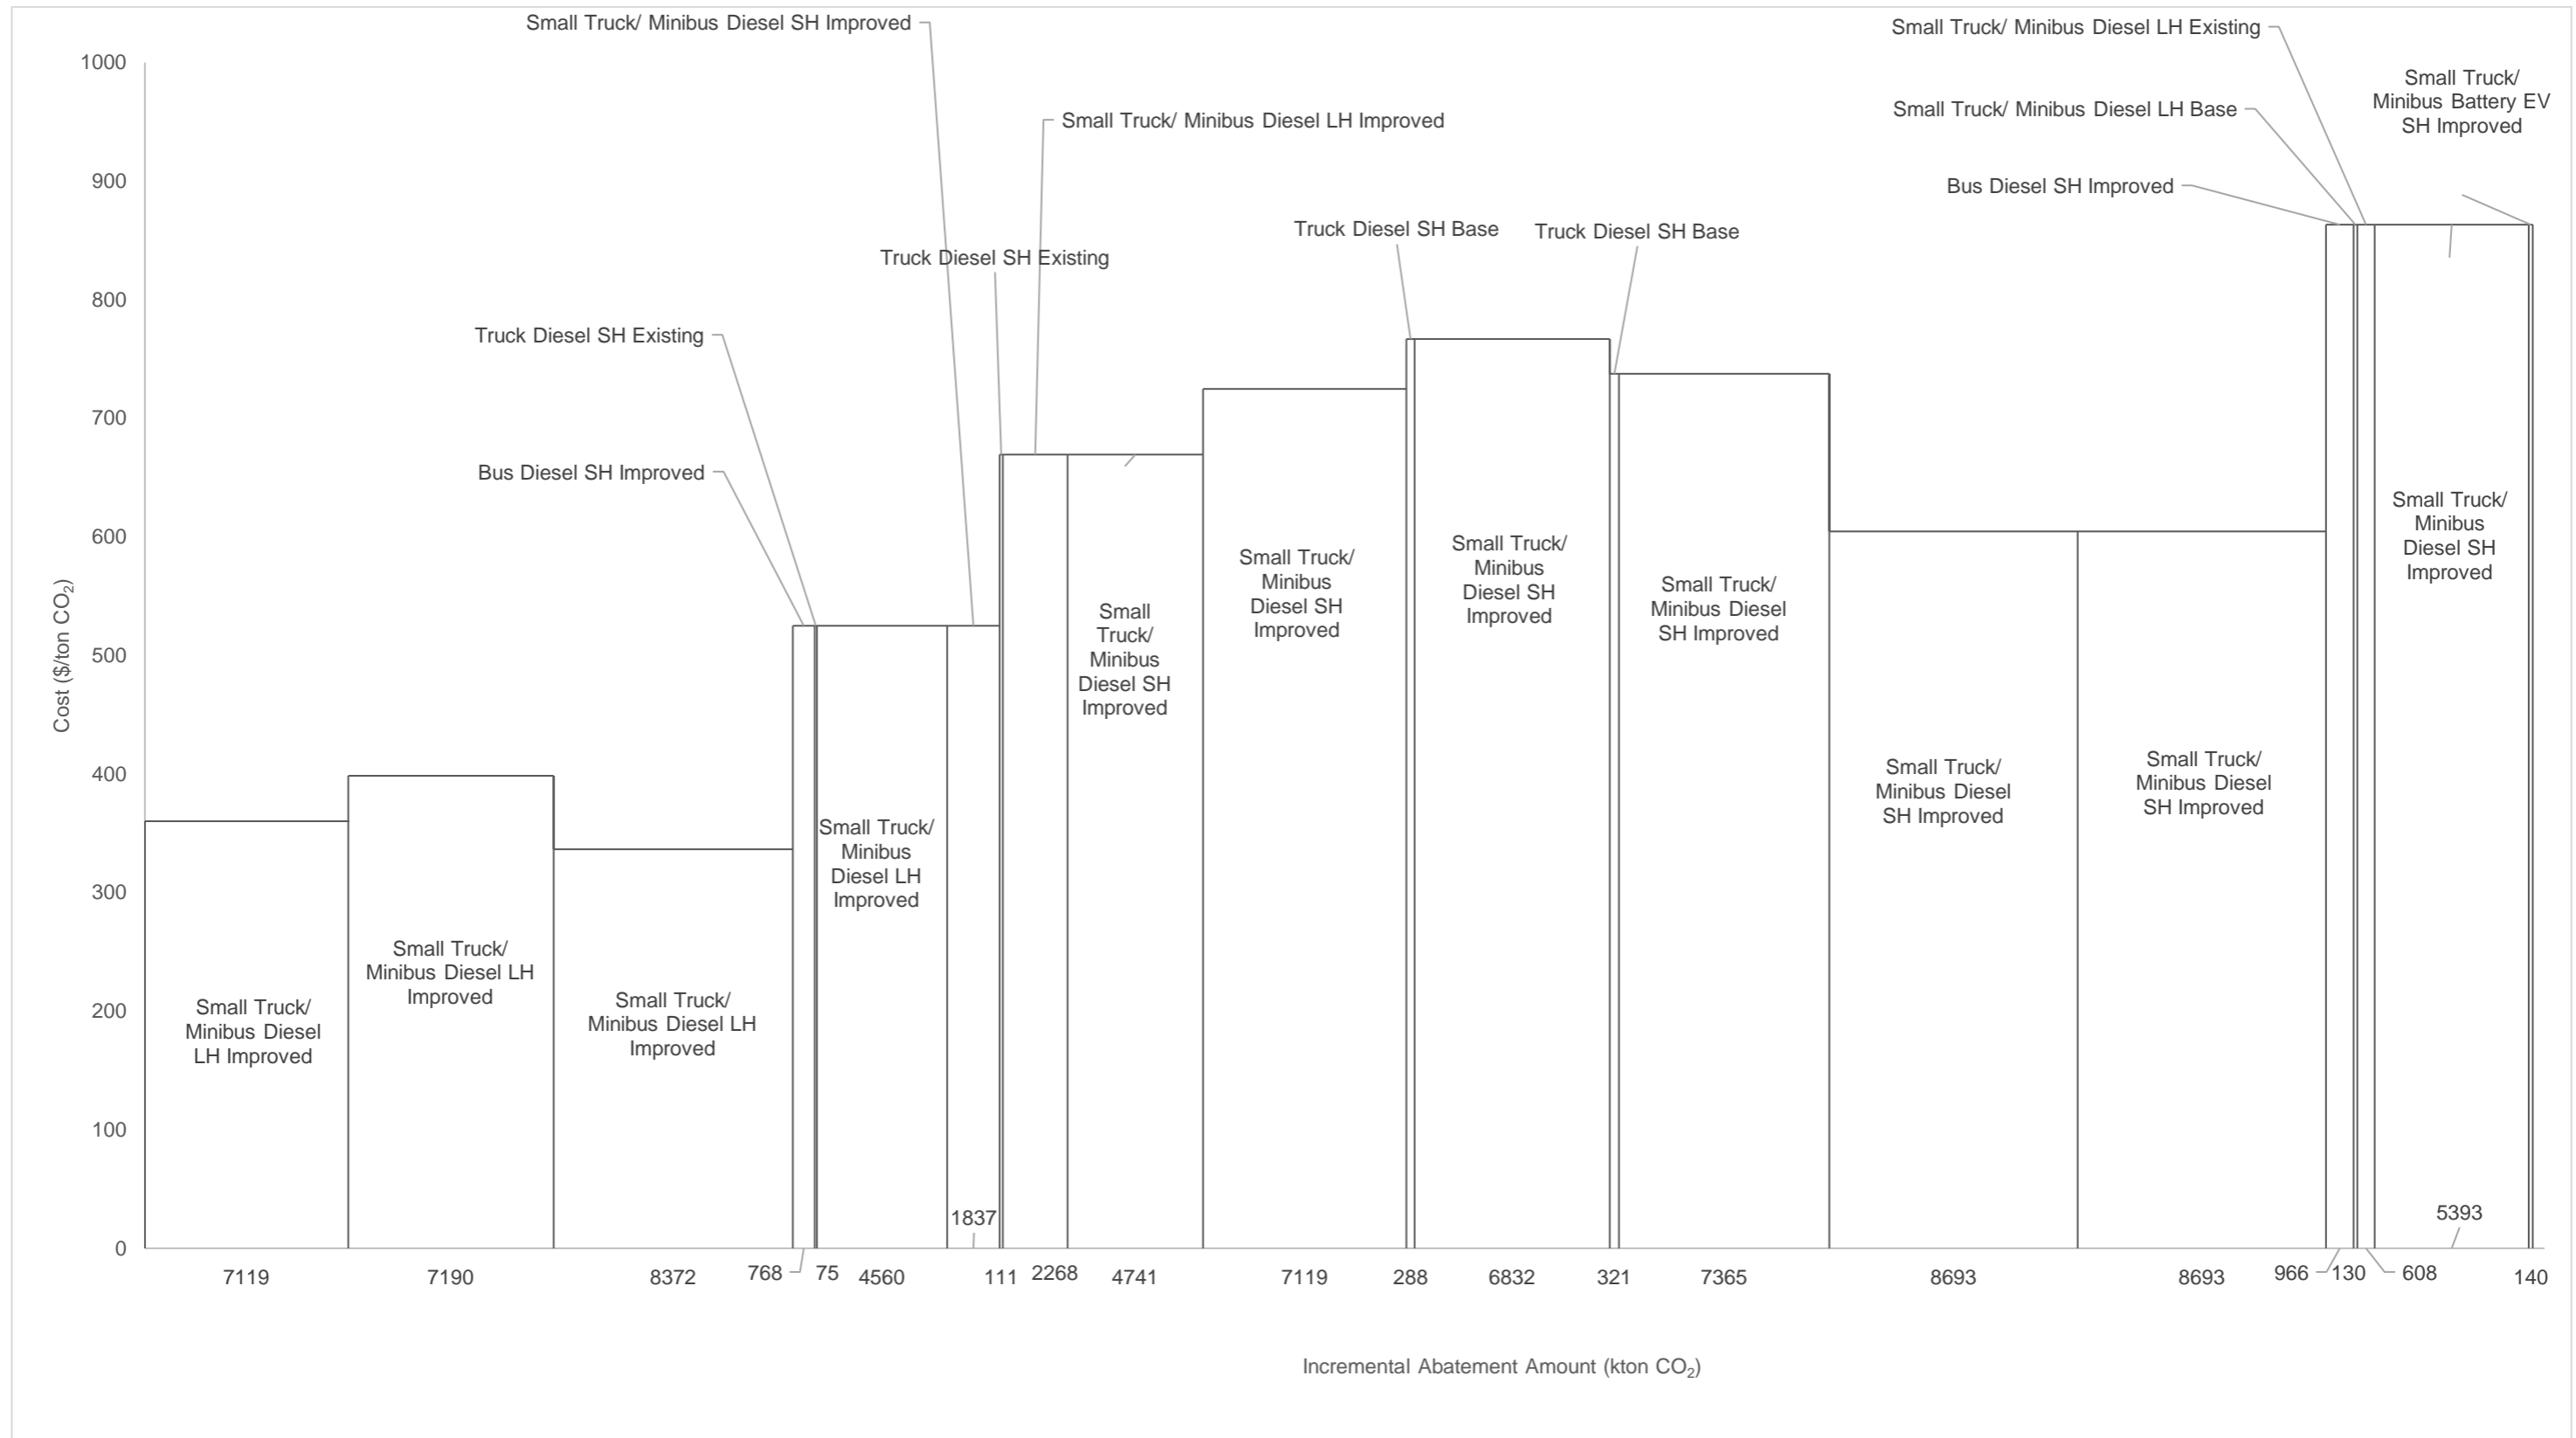 Small Truck/ Minibus Diesel SH Improved
Small Truck/ Minibus Diesel LH Existing
1000
Small Truck/
Minibus Battery EV
SH Improved
Small Truck/ Minibus Diesel LH Base
Small Truck/ Minibus Diesel LH Improved
900
Bus Diesel SH Improved
Truck Diesel SH Base
Truck Diesel SH Base
Truck Diesel SH Existing
800
Truck Diesel SH Existing
700
Bus Diesel SH Improved
600
500
400
300
200
100
0
Cost ($/ton CO₂)
Small Truck/
Minibus Diesel
LH Improved
Small Truck/
Minibus Diesel LH
Improved
Small Truck/
Minibus Diesel LH
Improved
Small Truck/
Minibus
Diesel LH
Improved
Small
Truck/
Minibus
Diesel SH
Improved
Small Truck/
Minibus
Diesel SH
Improved
Small Truck/
Minibus
Diesel SH
Improved
Small Truck/
Minibus Diesel
SH Improved
Small Truck/
Minibus Diesel
SH Improved
Small Truck/
Minibus Diesel
SH Improved
Small Truck/
Minibus
Diesel SH
Improved
1837
5393
7119 7190 8372 768 75 4560 111 2268 4741 7119 288 6832 321 7365 8693 8693 966 130 608 140
Incremental Abatement Amount (kton CO₂)